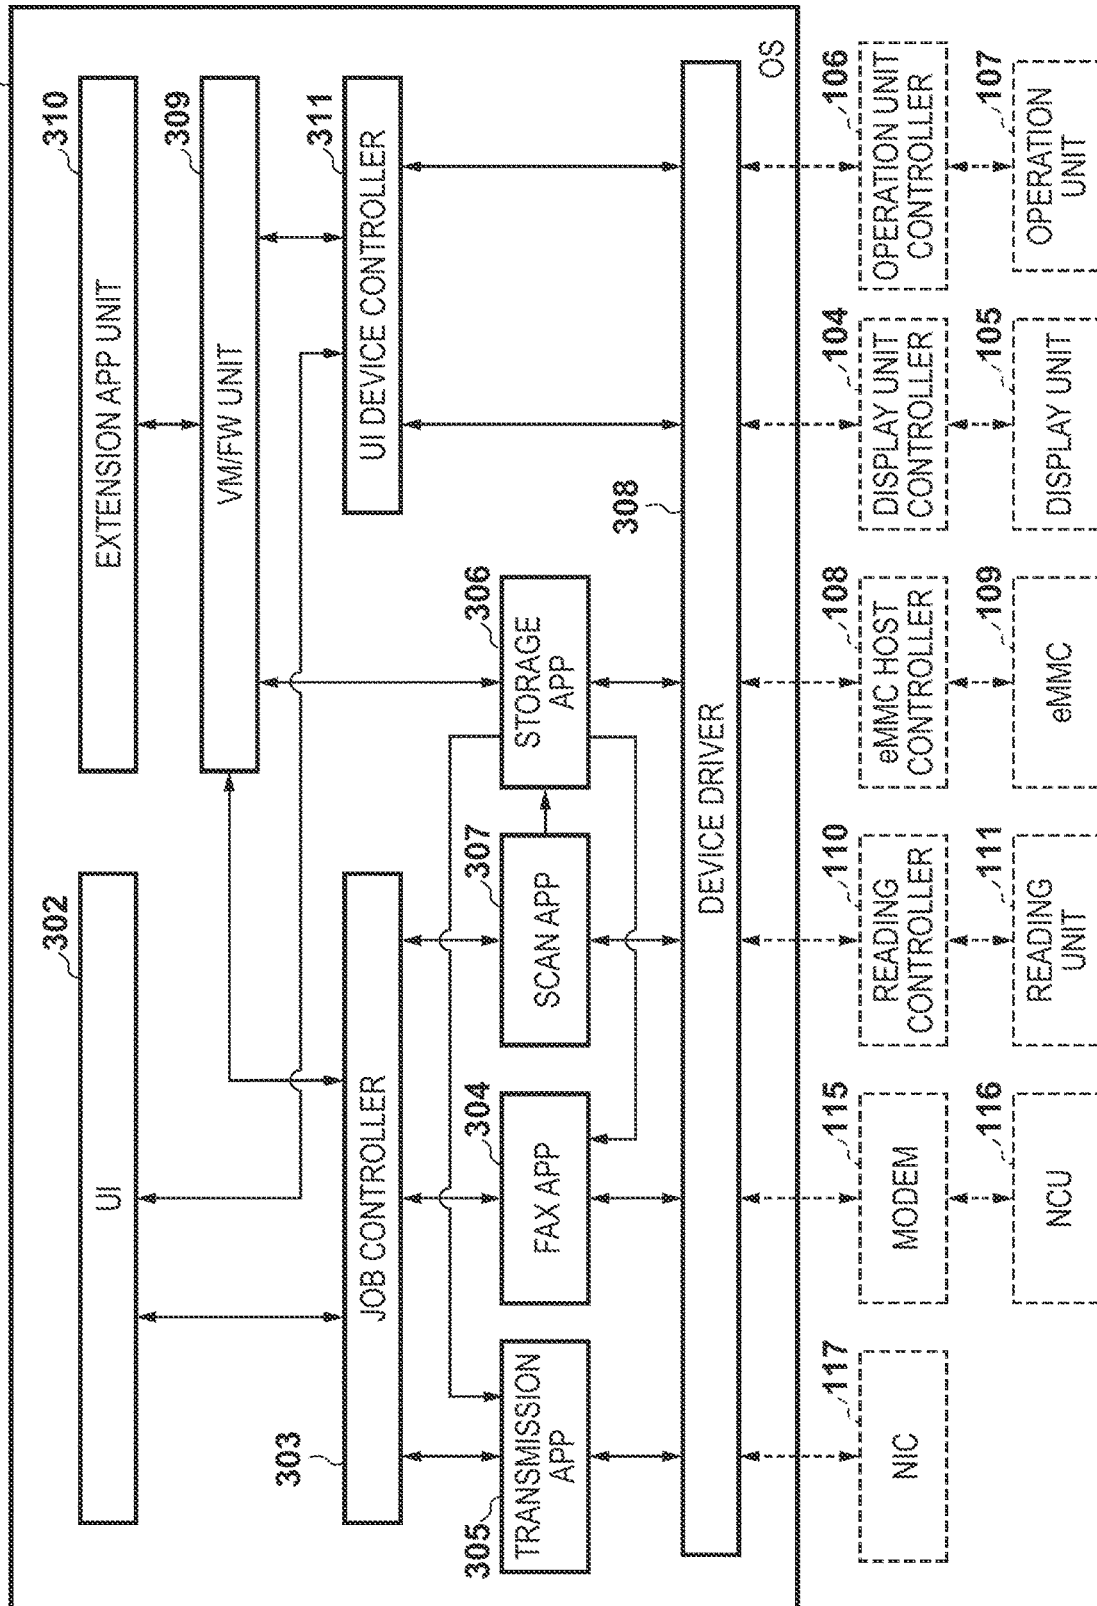 302
UI
310
EXTENSION APP UNIT
309
VM/FW UNIT
303
JOB CONTROLLER
311
UI DEVICE CONTROLLER
305
TRANSMISSION
APP
304
FAX APP
307
SCAN APP
306
STORAGE
APP
308
DEVICE DRIVER
OS
117
NIC
115
MODEM
110
READING
CONTROLLER
108
eMMC HOST
CONTROLLER
104
DISPLAY UNIT
CONTROLLER
106
OPERATION UNIT
CONTROLLER
116
NCU
111
READING
UNIT
109
eMMC
105
DISPLAY UNIT
107
OPERATION
UNIT